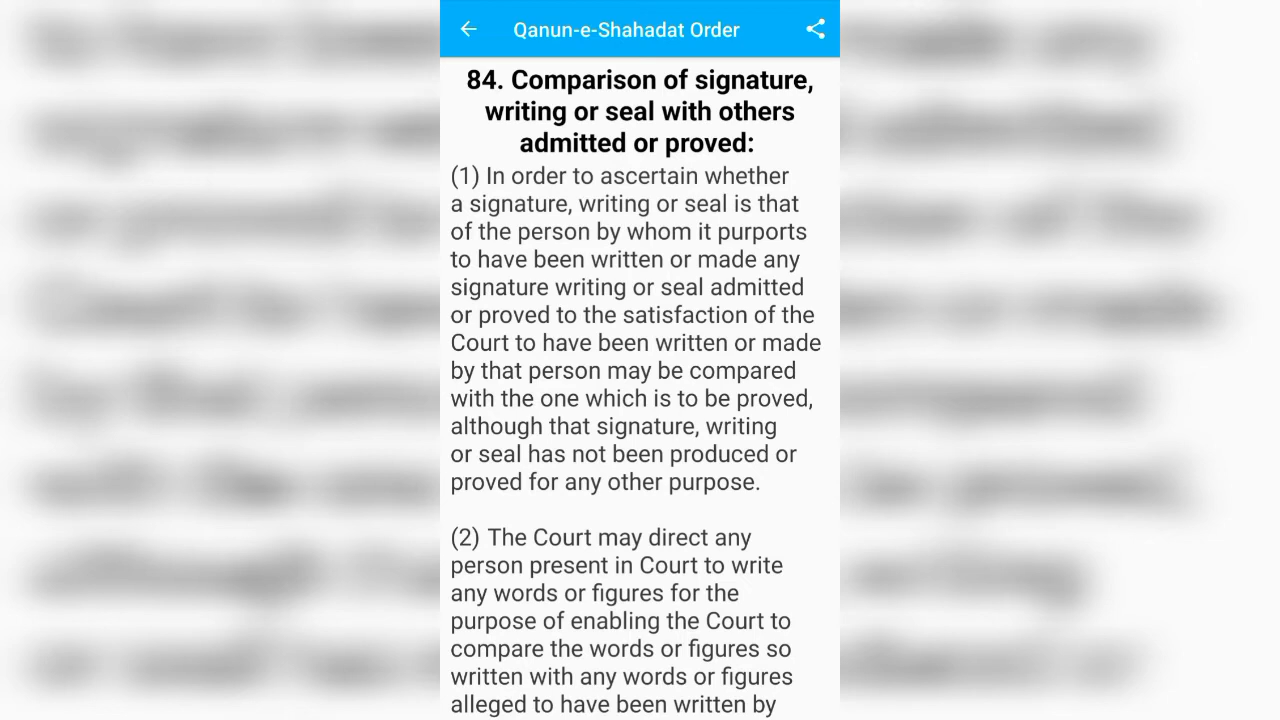 Qanun-e-Shahadat Order
84. Comparison of signature,
writing or seal with others
admitted or proved:
(1) In order to ascertain whether
a signature, writing or seal is that
of the person by whom it purports
to have been written or made any
signature writing or seal admitted
or proved to the satisfaction of the
Court to have been written or made
by that person may be compared
with the one which is to be proved,
although that signature, writing
or seal has not been produced or
proved for any other purpose.
(2) The Court may direct any
person present in Court to write
any words or figures for the
purpose of enabling the Court to
compare the words or figures so
written with any words or figures
alleged to have been written by